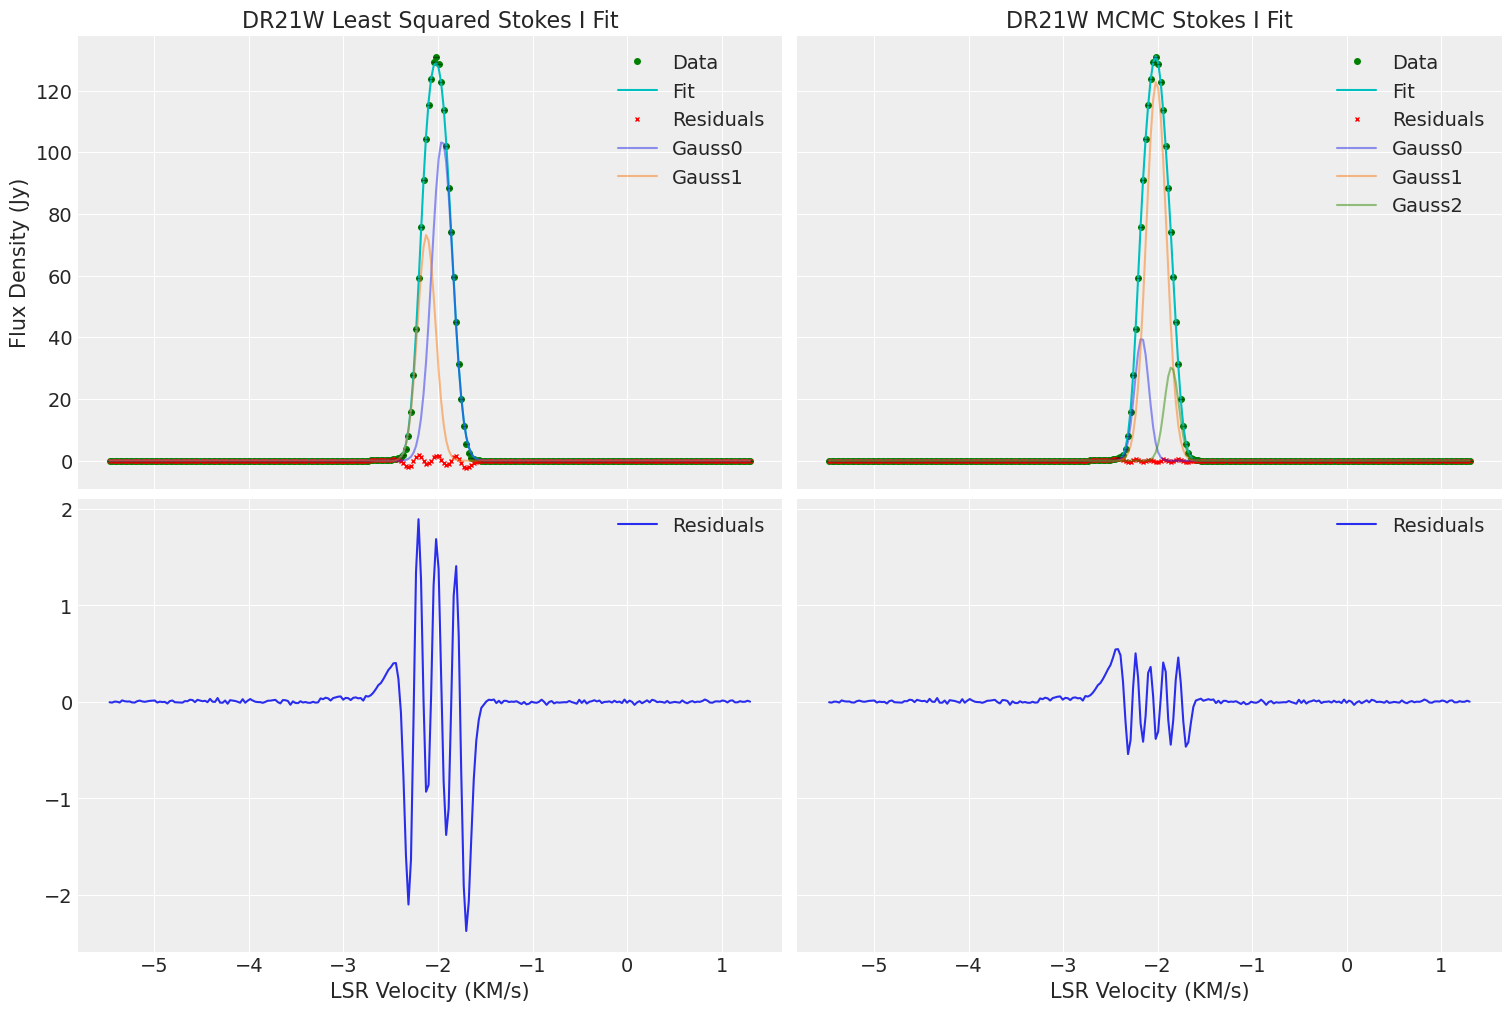 DR21W Least Squared Stokes I Fit
DR21W MCMC Stokes I Fit
Flux Density (Jy)
120
100
80
60
40
20
0
Data
Fit
Residuals
Gauss0
Gauss1
Data
Fit
Residuals
Gauss0
Gauss1
Gauss2
2
1
0
−1
−2
Residuals
Residuals
−5 −4 −3 −2 −1 0 1
−5 −4 −3 −2 −1 0 1
LSR Velocity (KM/s)
LSR Velocity (KM/s)